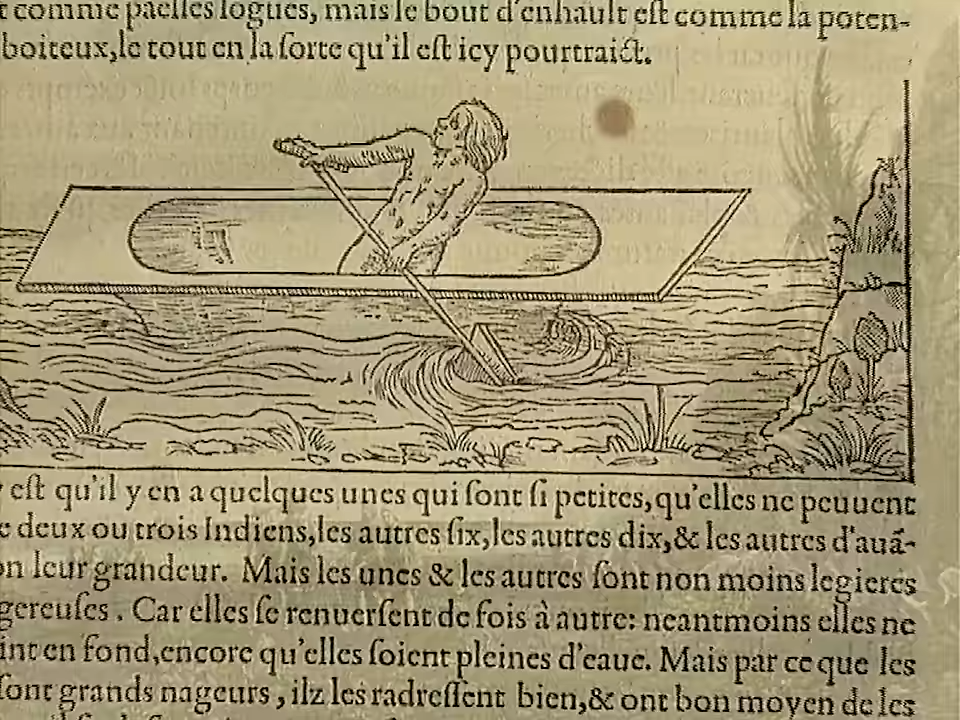 comme paelles logues, mais le bout d'enhault est comme la poten-
boiteux, le tout en la sorte qu'il est icy pourtraict.
est qu'il y en a quelques unes qui sont si petites, qu'elles ne peuuent
deux ou trois Indiens, les autres six, les autres dix, & les autres d'auã-
leur grandeur. Mais les unes & les autres sont non moins legieres
gereuses. Car elles se renuersent de fois à autre: neantmoins elles ne
en fond, encore qu'elles soient pleines d'eaue. Mais par ce que les
sont grands nageurs, ilz les radressent bien, & ont bon moyen de les